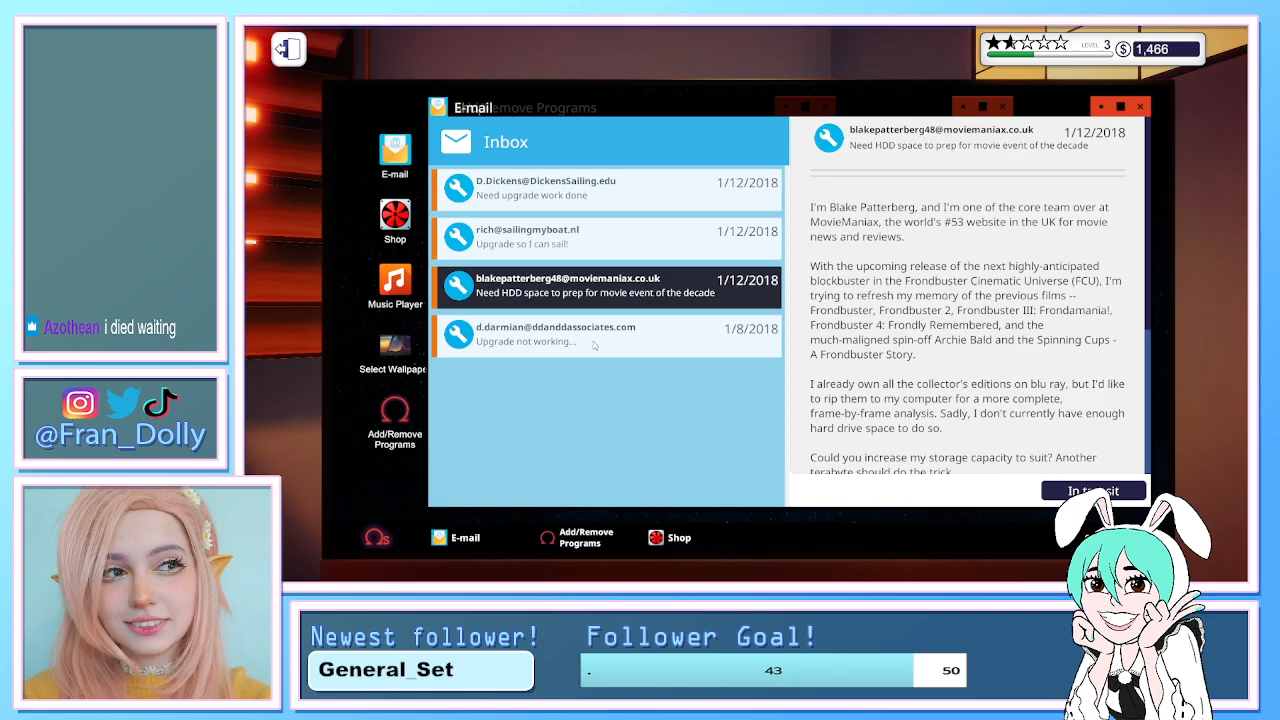 Azothean i died waiting
@Fran_Dolly
LEVEL 3
$ 1,466
E-mail
Remove Programs
E-mail
Shop
Music Player
Select Wallpape
Add/Remove
Programs
Inbox
D.Dickens@DickensSailing.edu
1/12/2018
Need upgrade work done
rich@sailingmyboat.nl
1/12/2018
Upgrade so I can sail!
blakepatterberg48@moviemaniax.co.uk
1/12/2018
Need HDD space to prep for movie event of the decade
d.darmian@ddanddassociates.com
1/8/2018
Upgrade not working...
blakepatterberg48@moviemaniax.co.uk
1/12/2018
Need HDD space to prep for movie event of the decade
I'm Blake Patterberg, and I'm one of the core team over at
MovieManiax, the world's #53 website in the UK for movie
news and reviews.
With the upcoming release of the next highly-anticipated
blockbuster in the Frondbuster Cinematic Universe (FCU), I'm
trying to refresh my memory of the previous films --
Frondbuster, Frondbuster 2, Frondbuster III: Frondamania!,
Frondbuster 4: Frondly Remembered, and the
much-maligned spin-off Archie Bald and the Spinning Cups -
A Frondbuster Story.
I already own all the collector's editions on blu ray, but I'd like
to rip them to my computer for a more complete,
frame-by-frame analysis. Sadly, I don't currently have enough
hard drive space to do so.
Could you increase my storage capacity to suit? Another
terabyte should do the trick
Ωs
E-mail
Add/Remove
Programs
Shop
Newest follower!
General_Set
Follower Goal!
.
43
50